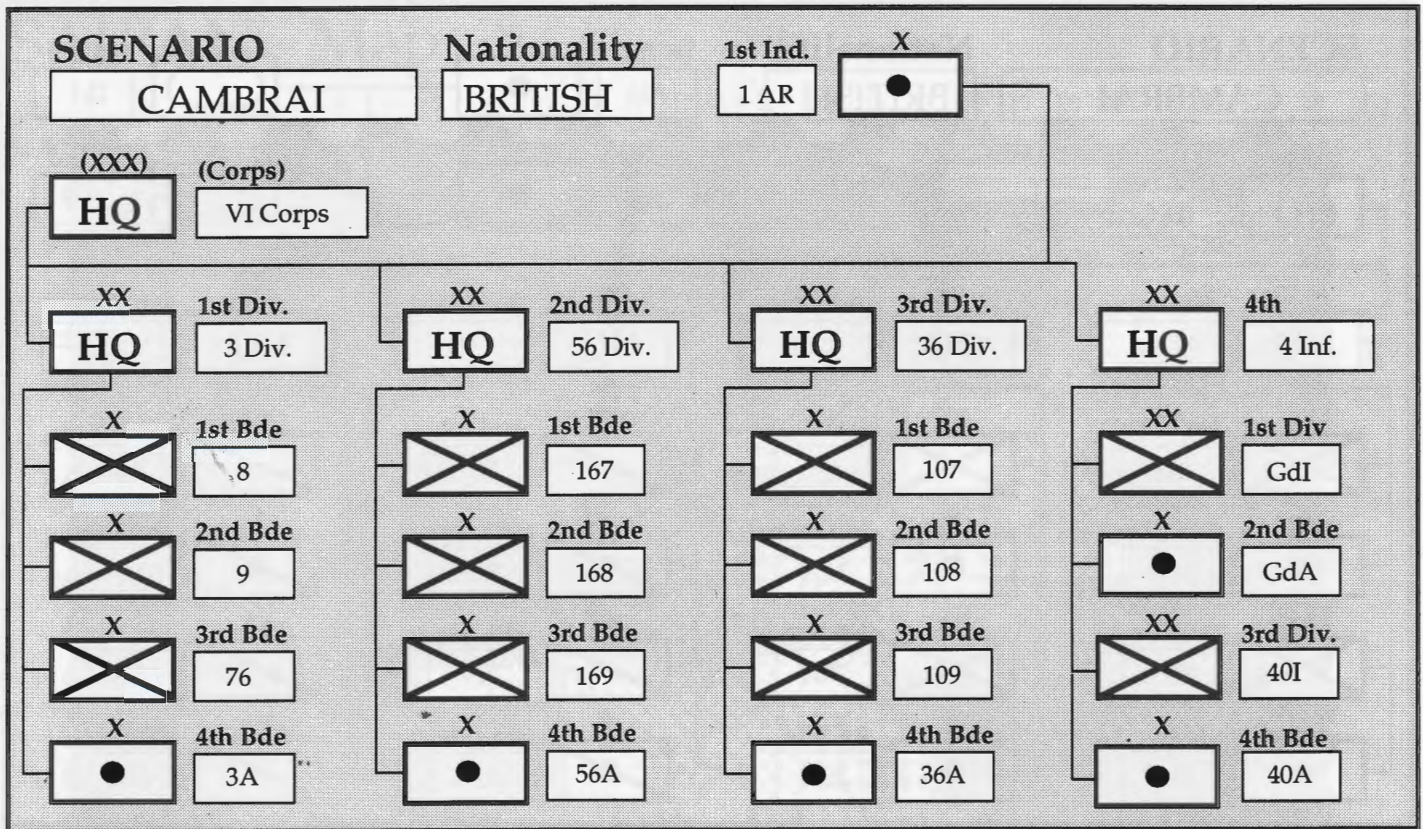 SCENARIO Nationality 1st Ind. X
CAMBRAI BRITISH 1 AR
(XXX) (Corps)
HQ VI Corps
XX 1st Div. XX 2nd Div. XX 3rd Div. XX 4th
HQ 3 Div. HQ 56 Div. HQ 36 Div. HQ 4 Inf.
X 1st Bde X 1st Bde X 1st Bde XX 1st Div
8 167 107 GdI
X 2nd Bde X 2nd Bde X 2nd Bde X 2nd Bde
9 168 108 GdA
X 3rd Bde X 3rd Bde X 3rd Bde XX 3rd Div.
76 169 109 40I
X 4th Bde X 4th Bde X 4th Bde X 4th Bde
3A 56A 36A 40A